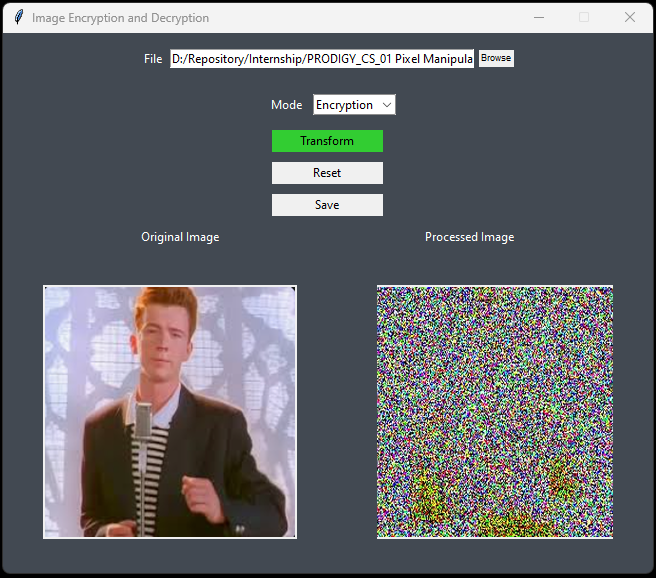 Image Encryption and Decryption
File D:/Repository/Internship/PRODIGY_CS_01 Pixel Manipula Browse
Mode Encryption
Transform
Reset
Save
Original Image Processed Image